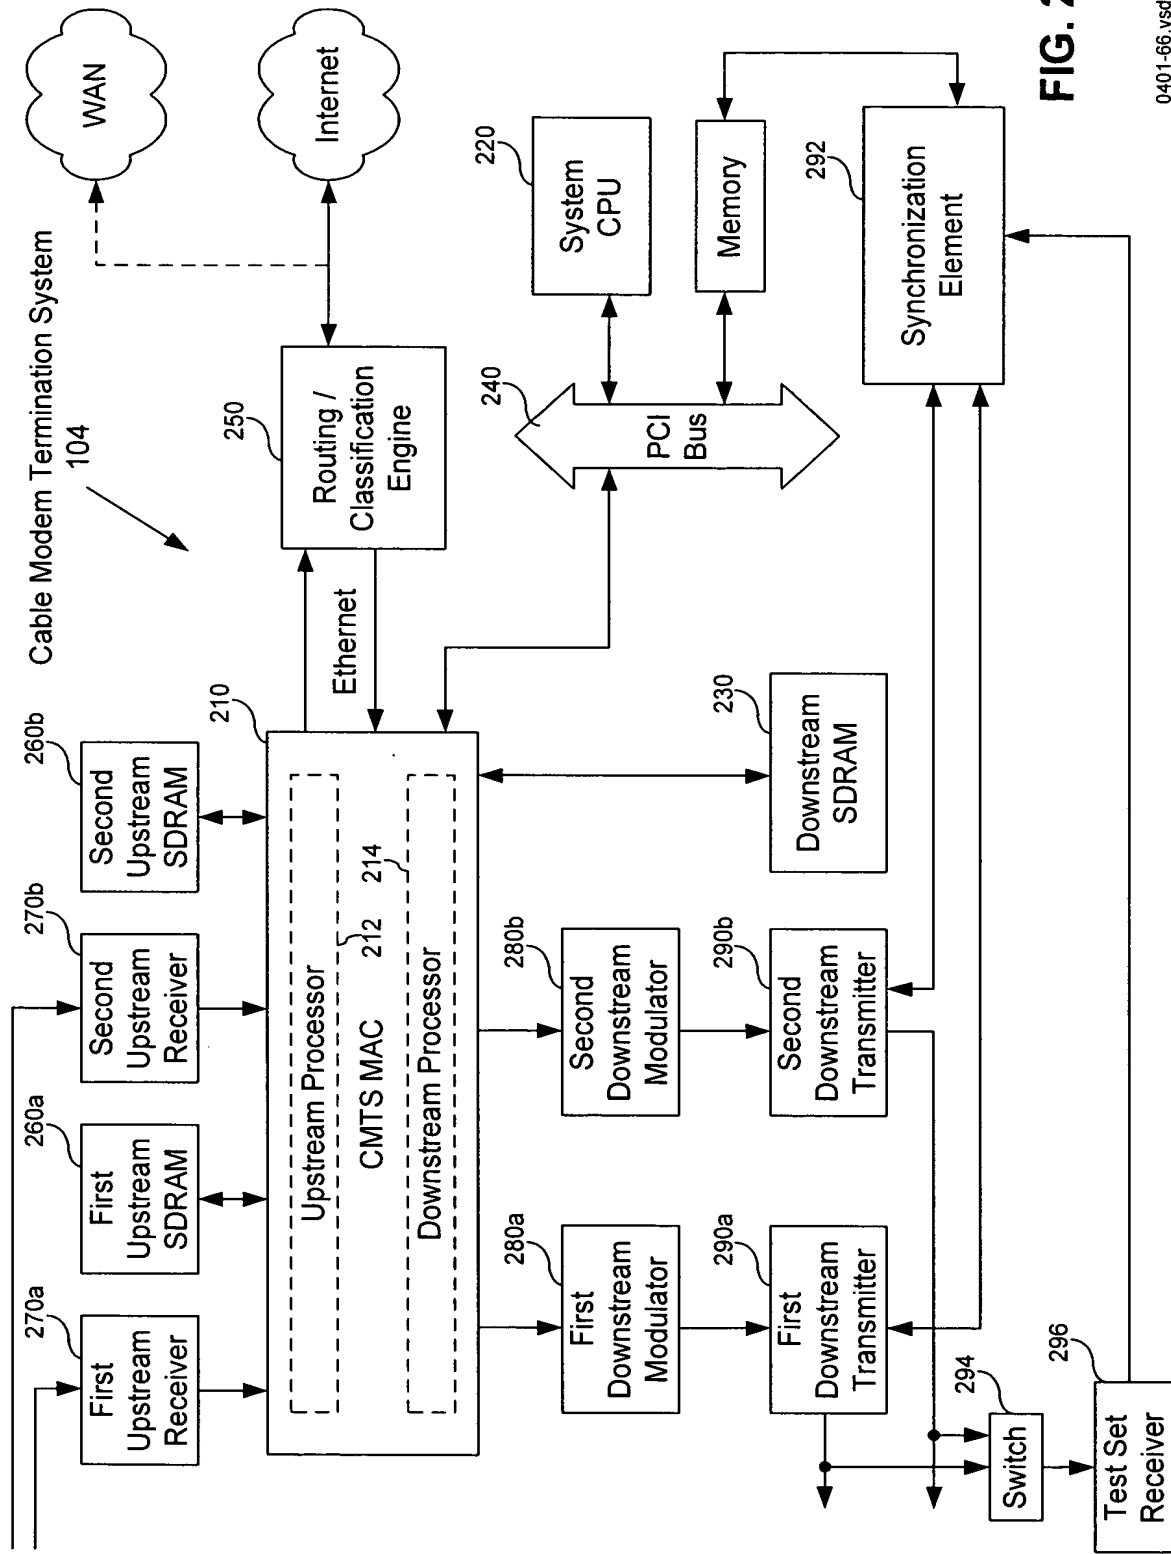 Cable Modem Termination System
104
WAN
Internet
270a
First
Upstream
Receiver
260a
First
Upstream
SDRAM
270b
Second
Upstream
Receiver
260b
Second
Upstream
SDRAM
210
Upstream Processor
212
CMTS MAC
214
Downstream Processor
Ethernet
250
Routing /
Classification
Engine
280a
First
Downstream
Modulator
280b
Second
Downstream
Modulator
240
PCI
Bus
220
System
CPU
290a
First
Downstream
Transmitter
290b
Second
Downstream
Transmitter
230
Downstream
SDRAM
Memory
292
Synchronization
Element
294
Switch
296
Test Set
Receiver
FIG. 2
0401-66.vsd